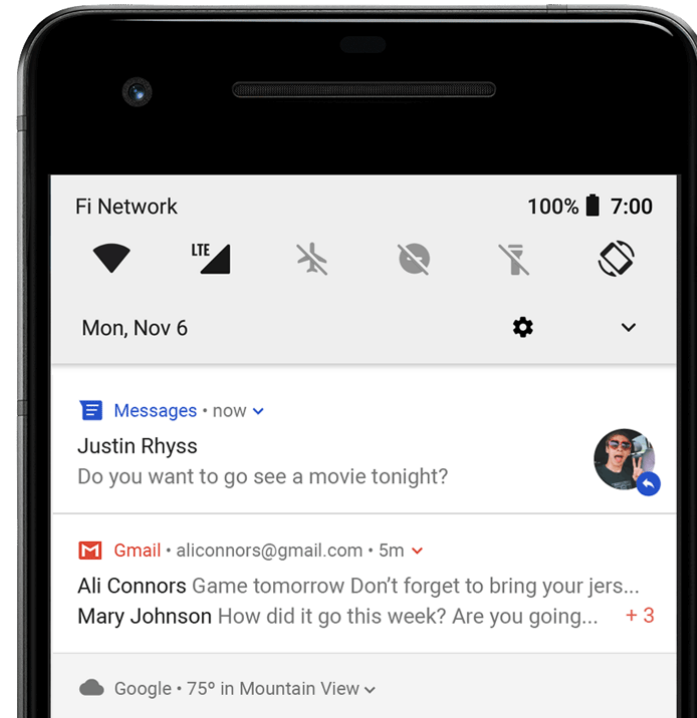 Fi Network 100% 7:00
LTE
Mon, Nov 6
Messages • now
Justin Rhyss
Do you want to go see a movie tonight?
Gmail • aliconnors@gmail.com • 5m
Ali Connors Game tomorrow Don’t forget to bring your jers...
Mary Johnson How did it go this week? Are you going... + 3
Google • 75º in Mountain View